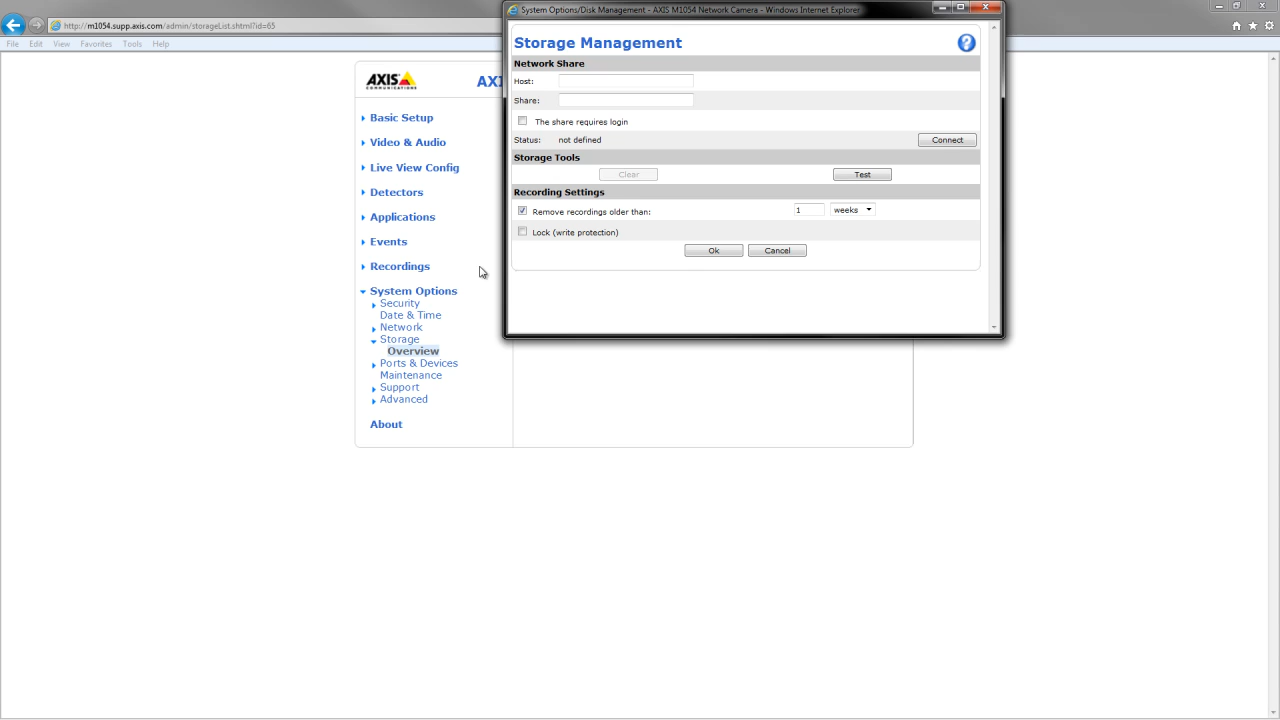 System Options/Disk Management - AXIS M1054 Network Camera - Windows Internet Explorer
http://m1054.supp.axis.com/admin/storageList.shtml?id=65
File Edit View Favorites Tools Help
AXIS
COMMUNICATIONS
AXI
Basic Setup
Video & Audio
Live View Config
Detectors
Applications
Events
Recordings
System Options
Security
Date & Time
Network
Storage
Overview
Ports & Devices
Maintenance
Support
Advanced
About
Storage Management
?
Network Share
Host:
Share:
The share requires login
Status: not defined Connect
Storage Tools
Clear Test
Recording Settings
Remove recordings older than: 1 weeks
Lock (write protection)
Ok Cancel